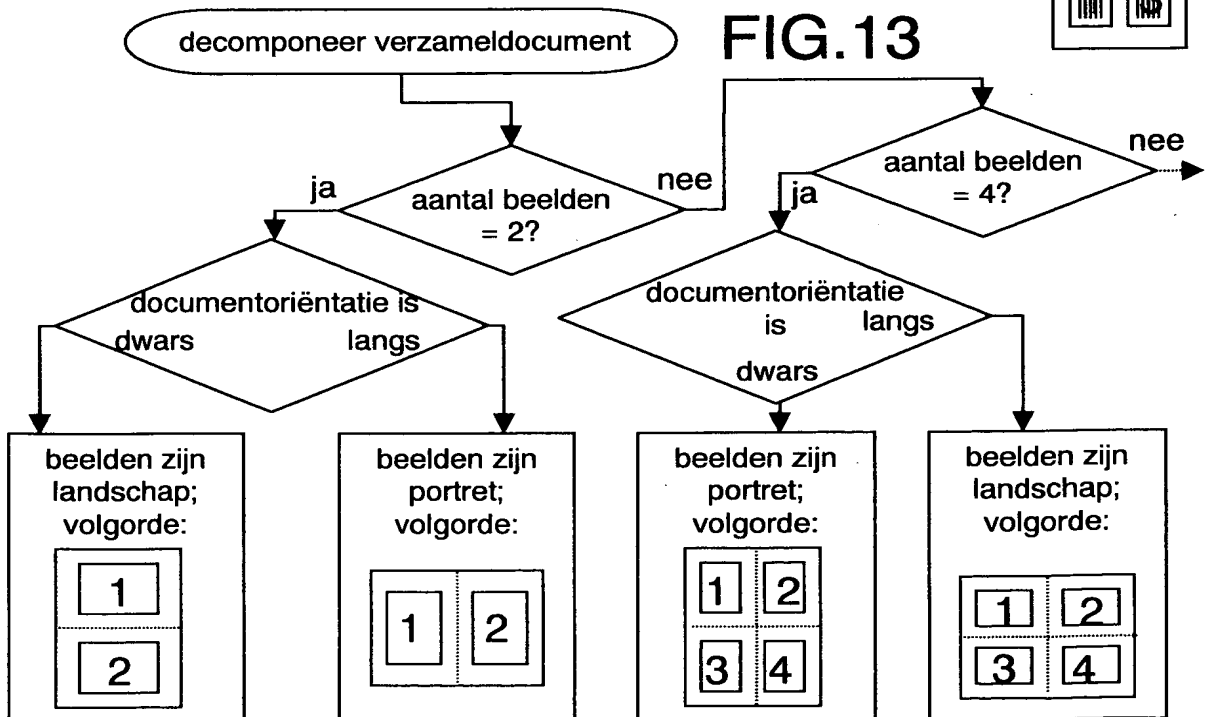 FIG.13
decomponeer verzameldocument
aantal beelden
= 2?
ja
nee
aantal beelden
= 4?
ja
nee
documentoriëntatie is
dwars
langs
documentoriëntatie
is
langs
dwars
beelden zijn
landschap;
volgorde:
1
2
beelden zijn
portret;
volgorde:
1 2
beelden zijn
portret;
volgorde:
1 2
3 4
beelden zijn
landschap;
volgorde:
1 2
3 4